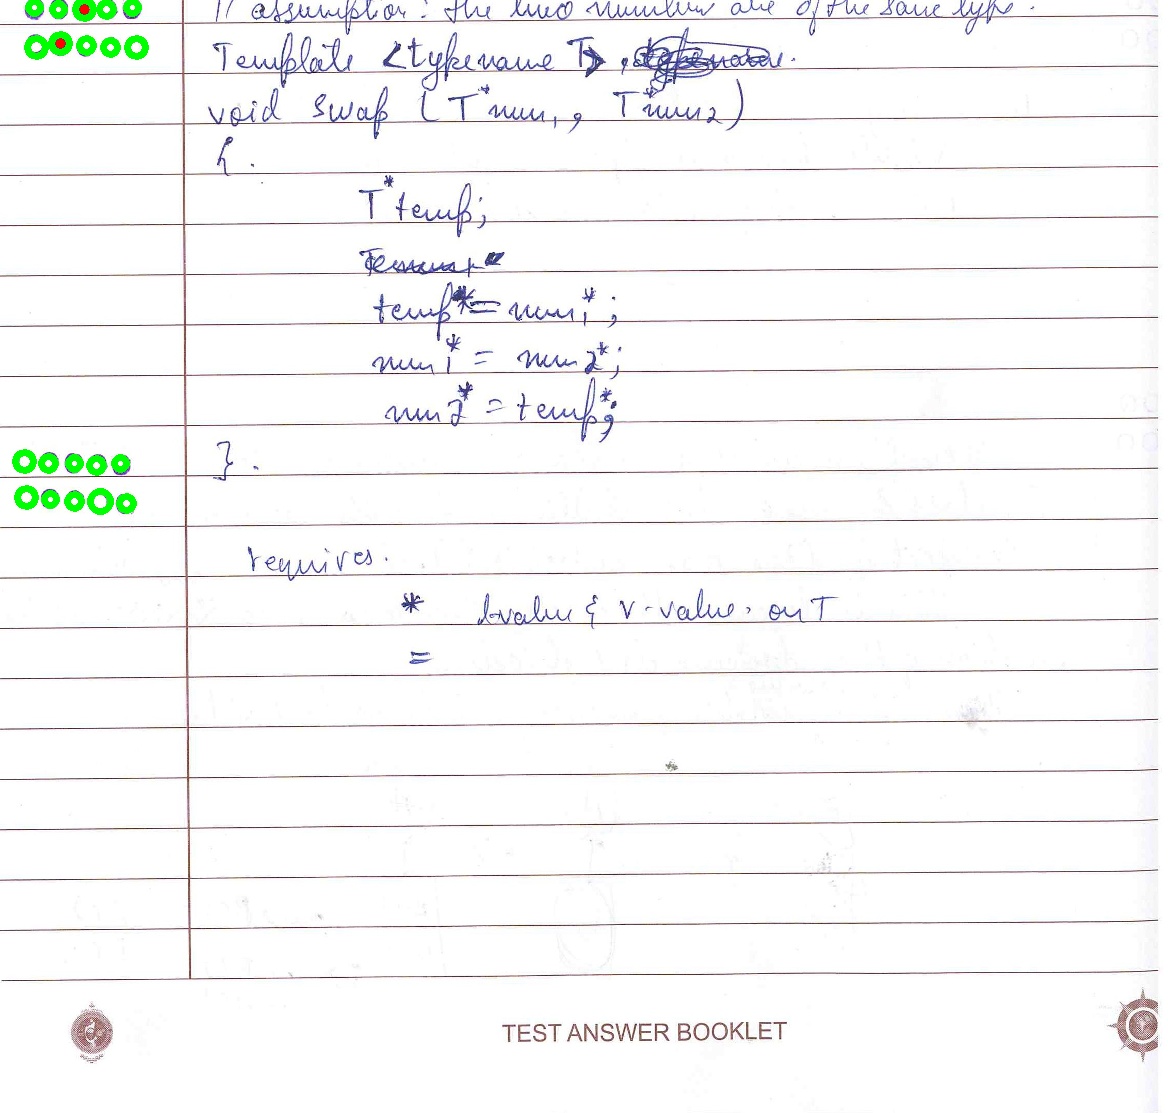 // assumption: the two number are of the same type.
Template <typename T>
void swap (T* num1, T* num2)
{.
T* temp;
temp* = num1*;
num1* = num2*;
num2* = temp*;
}.
requires.
* l-value & r-value. on T
=
TEST ANSWER BOOKLET